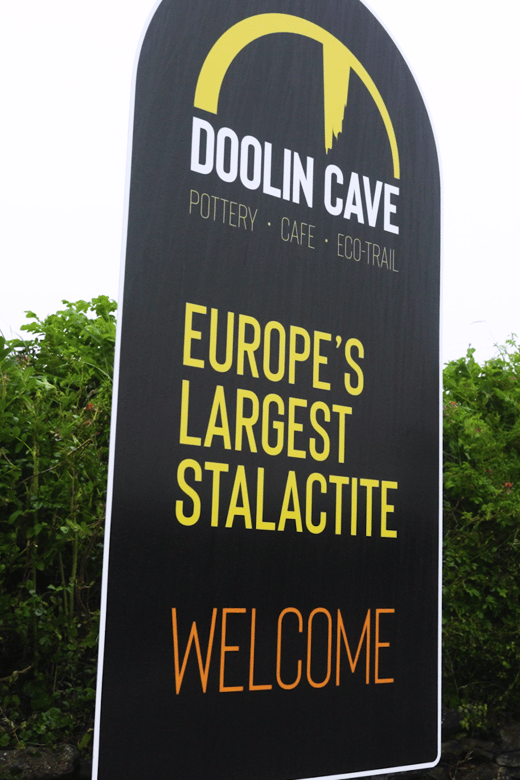 DOOLIN CAVE
POTTERY · CAFE · ECO-TRAIL
EUROPE'S
LARGEST
STALACTITE
WELCOME